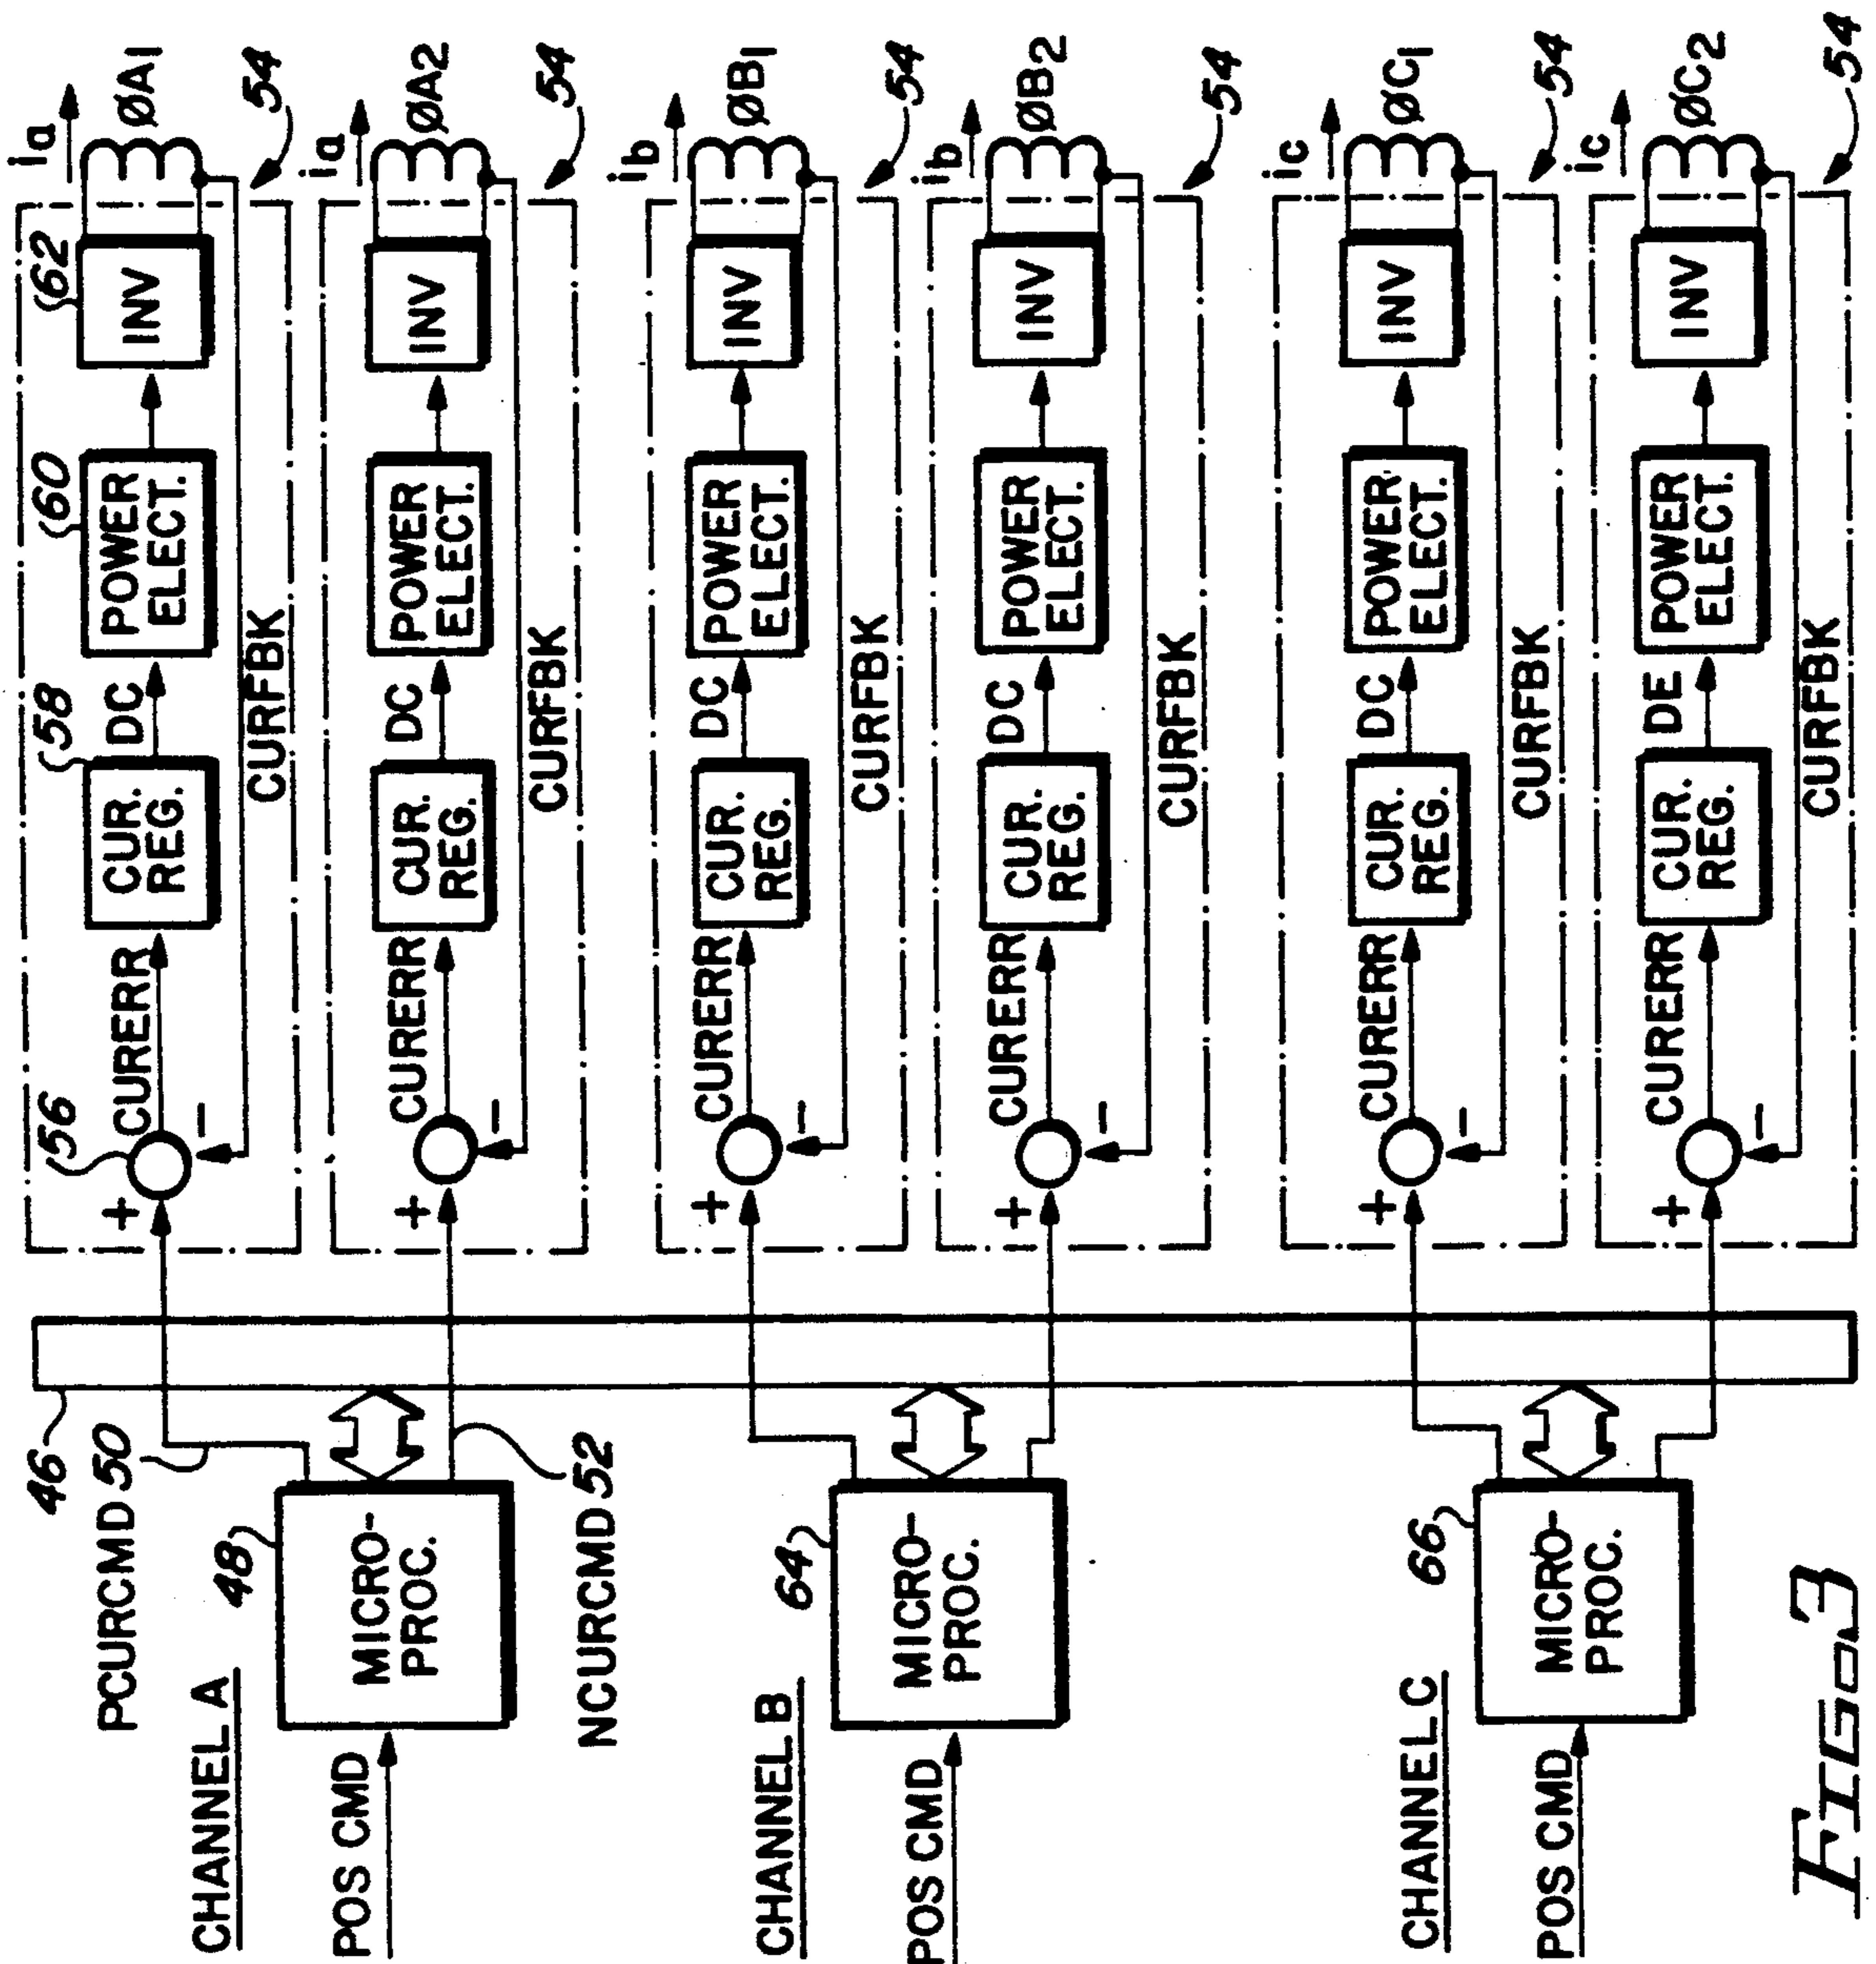 CHANNEL A
POS CMD
48
MICRO-
PROC.
PCURCMD 50
NCURCMD 52
46
+
-
56
CURERR
58
CUR.
REG.
DC
60
POWER
ELECT.
62
INV
CURFBK
ia
ØA1
54
+
-
CURERR
CUR.
REG.
DC
POWER
ELECT.
INV
CURFBK
ia
ØA2
54
CHANNEL B
POS CMD
64
MICRO-
PROC.
+
-
CURERR
CUR.
REG.
DC
POWER
ELECT.
INV
CURFBK
ib
ØB1
54
+
-
CURERR
CUR.
REG.
DC
POWER
ELECT.
INV
CURFBK
ib
ØB2
54
CHANNEL C
POS CMD
66
MICRO-
PROC.
+
-
CURERR
CUR.
REG.
DC
POWER
ELECT.
INV
CURFBK
ic
ØC1
54
+
-
CURERR
CUR.
REG.
DE
POWER
ELECT.
INV
CURFBK
ic
ØC2
54
FIG. 3